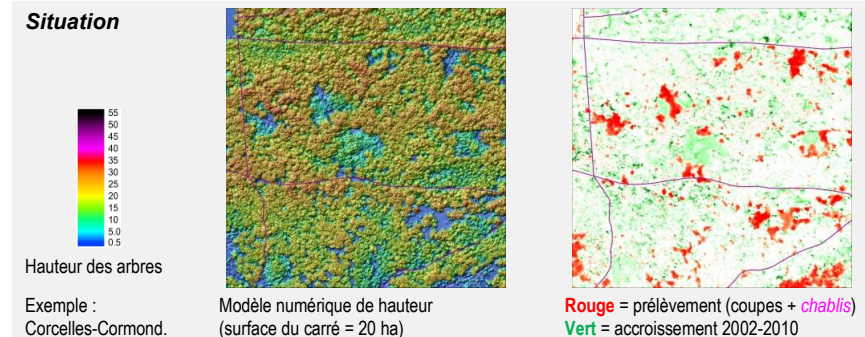 Situation
55
50
45
40
35
30
25
20
15
10
5.0
0.5
Hauteur des arbres
Exemple :
Corcelles-Cormond.
Modèle numérique de hauteur
(surface du carré = 20 ha)
Rouge = prélèvement (coupes + chablis)
Vert = accroissement 2002-2010